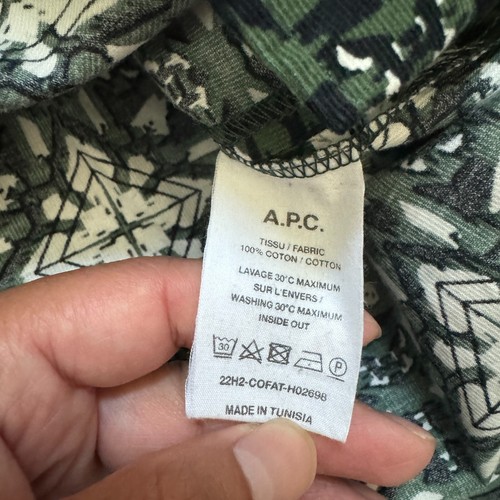 A.P.C.
TISSU / FABRIC
100% COTON / COTTON
LAVAGE 30°C MAXIMUM
SUR L'ENVERS /
WASHING 30°C MAXIMUM
INSIDE OUT
30 P
22H2-COFAT-H02698
MADE IN TUNISIA